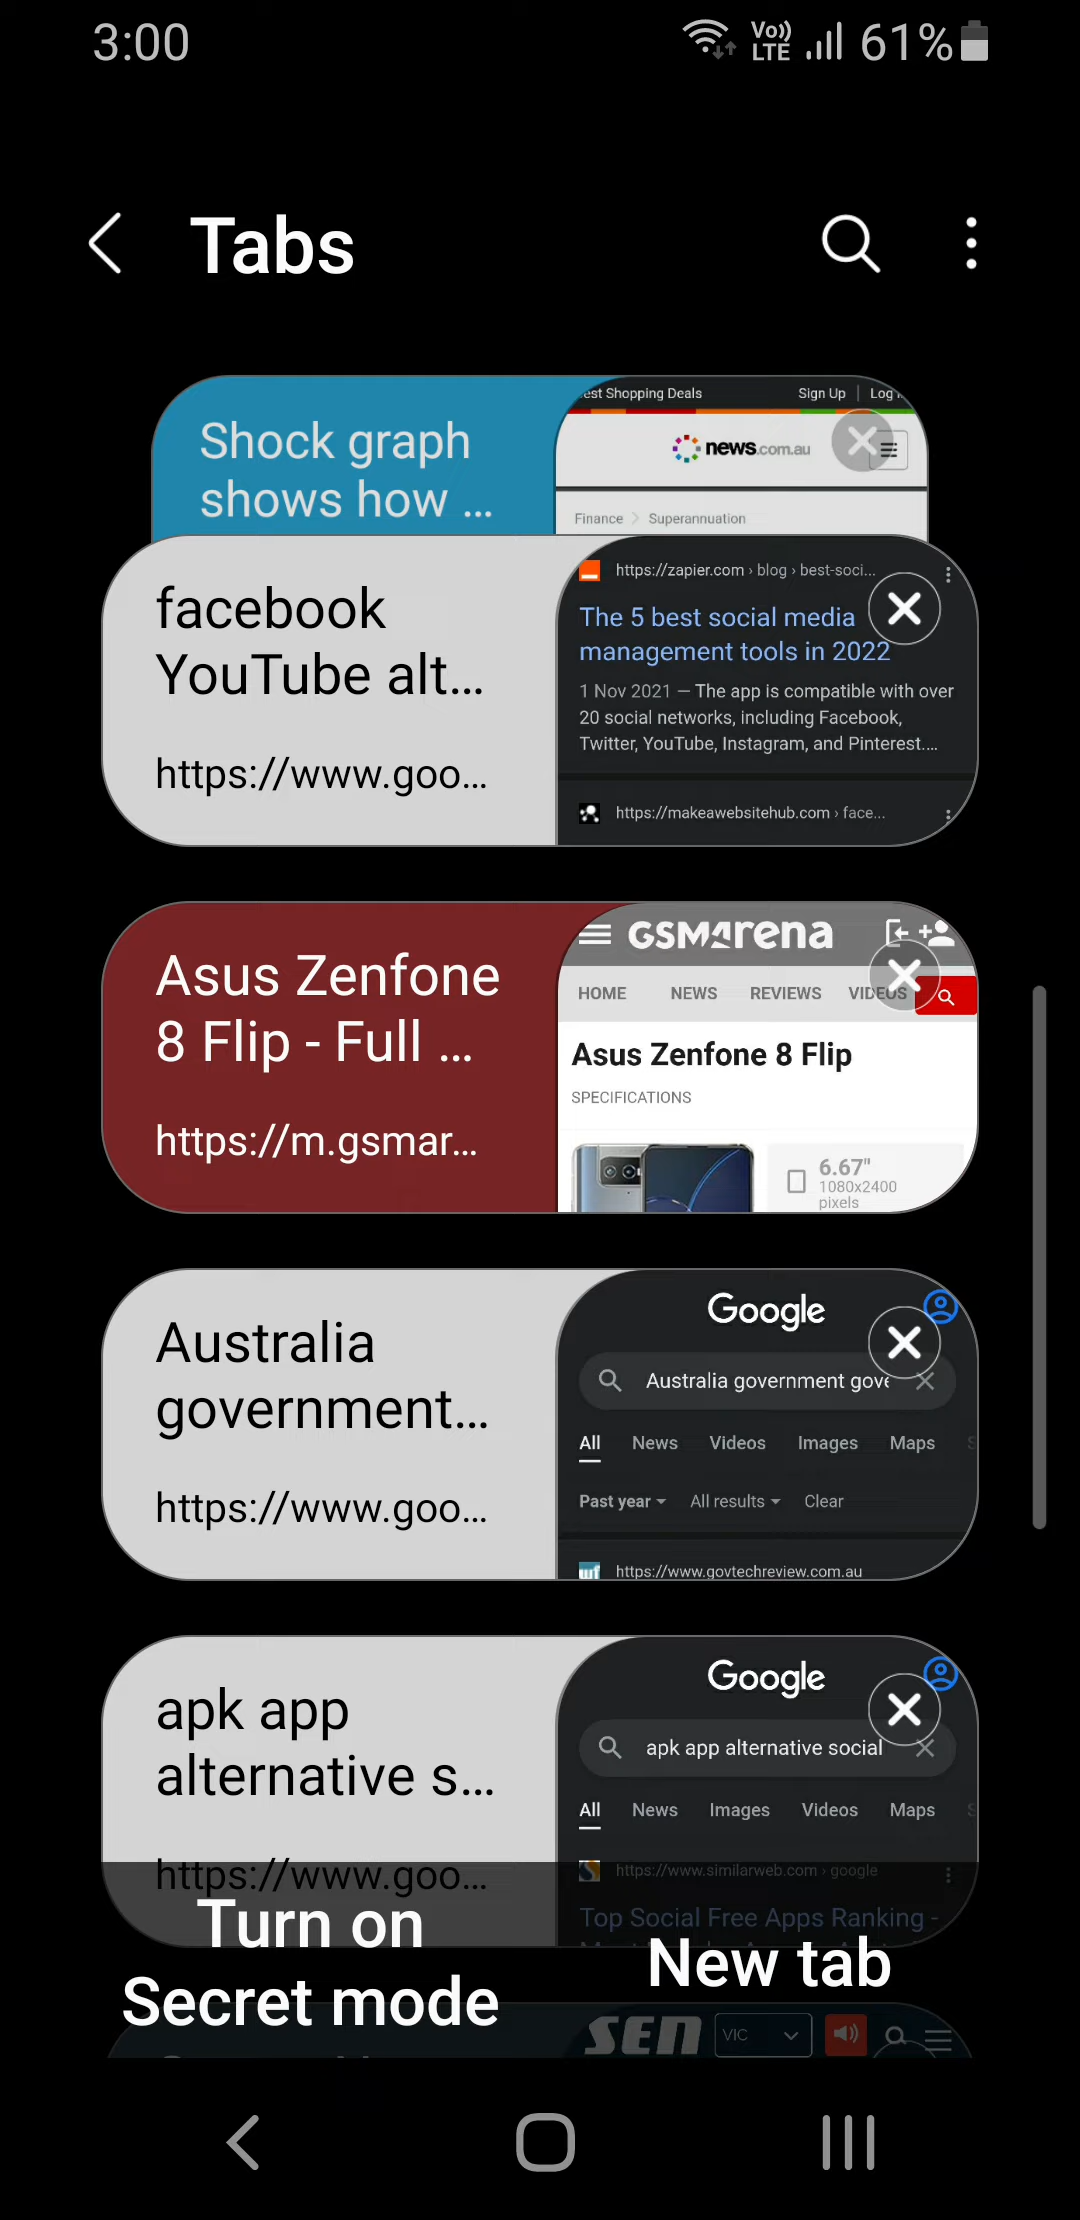 3:00
Vo)) LTE 61%
Tabs
Shock graph
shows how ...
est Shopping Deals Sign Up Log
news.com.au
Finance Superannuation
facebook
YouTube alt...
https://www.goo...
https://zapier.com › blog › best-soci...
The 5 best social media
management tools in 2022
1 Nov 2021 — The app is compatible with over
20 social networks, including Facebook,
Twitter, YouTube, Instagram, and Pinterest....
https://makeawebsitehub.com › face...
Asus Zenfone
8 Flip - Full ...
https://m.gsmar...
GSMArena
HOME NEWS REVIEWS VIDEOS
Asus Zenfone 8 Flip
SPECIFICATIONS
6.67"
1080x2400
pixels
Australia
government...
https://www.goo...
Google
Australia government gove
All News Videos Images Maps
Past year All results Clear
https://www.govtechreview.com.au
apk app
alternative s...
https://www.goo...
Google
apk app alternative social
All News Images Videos Maps
https://www.similarweb.com › google
Top Social Free Apps Ranking -
Turn on
Secret mode
New tab
SEN VIC